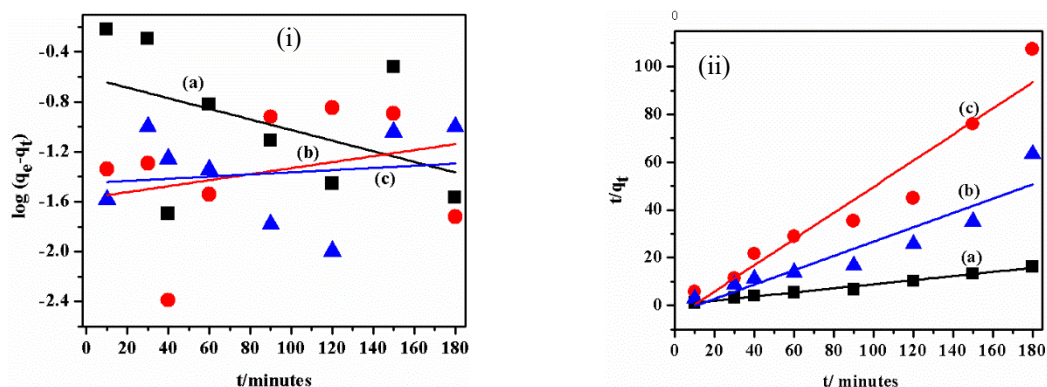 (i)
(a)
(b)
(c)
log (qe-qt)
-0.4
-0.8
-1.2
-1.6
-2.0
-2.4
0 20 40 60 80 100 120 140 160 180
t/minutes
0
(ii)
(c)
(b)
(a)
t/qt
100
80
60
40
20
0
0 20 40 60 80 100 120 140 160 180
t/ minutes